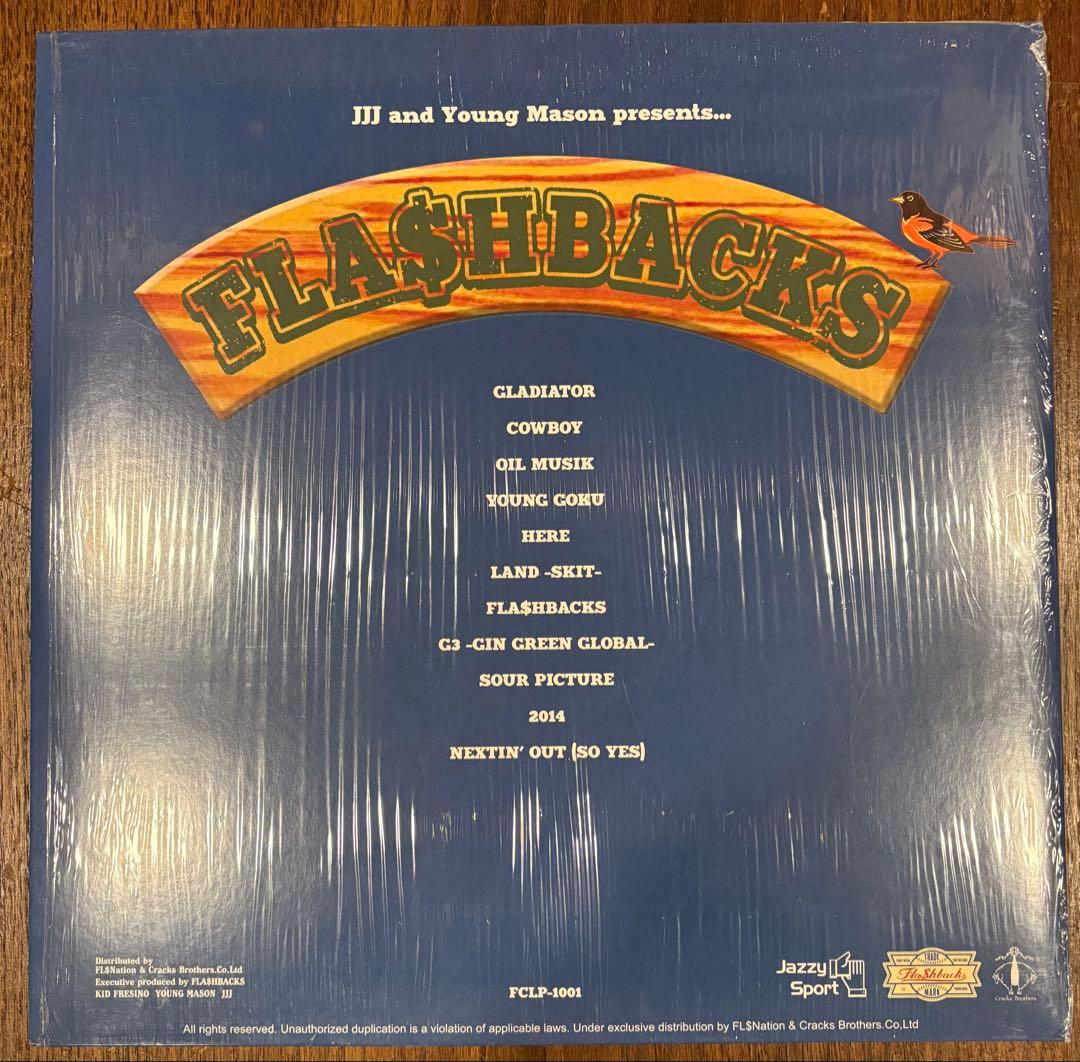 JJJ and Young Mason presents...
FLA$HBACKS
GLADIATOR
COWBOY
OIL MUSIK
YOUNG GOKU
HERE
LAND -SKIT-
FLA$HBACKS
G3 -GIN GREEN GLOBAL-
SOUR PICTURE
2014
NEXTIN' OUT (SO YES)
Distributed by
FL$Nation & Cracks Brothers.Co.Ltd
Executive produced by FLA$HBACKS
KID FRESINO YOUNG MASON JJJ
FCLP-1001
Jazzy
Sport
TRADE
Fla$hbacks
MARK
Cracks Brothers
All rights reserved. Unauthorized duplication is a violation of applicable laws. Under exclusive distribution by FL$Nation & Cracks Brothers.Co,Ltd